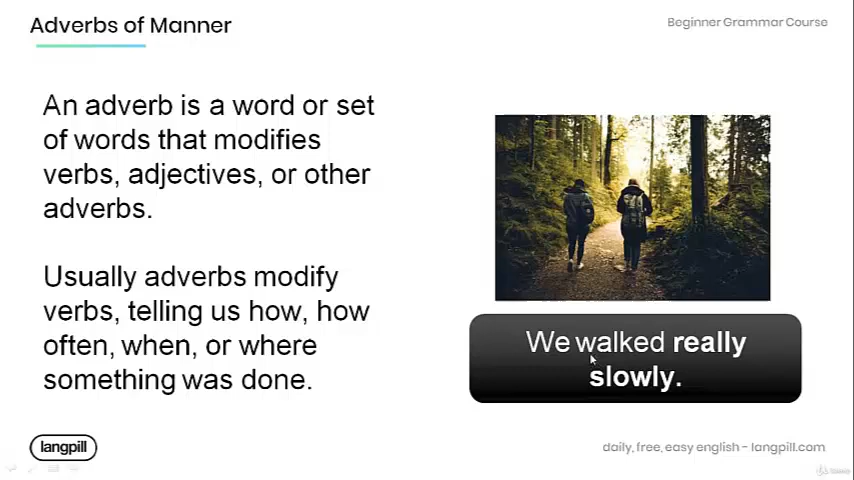 Adverbs of Manner
Beginner Grammar Course
An adverb is a word or set
of words that modifies
verbs, adjectives, or other
adverbs.
Usually adverbs modify
verbs, telling us how, how
often, when, or where
something was done.
We walked really
slowly.
langpill
daily, free, easy english - langpill.com